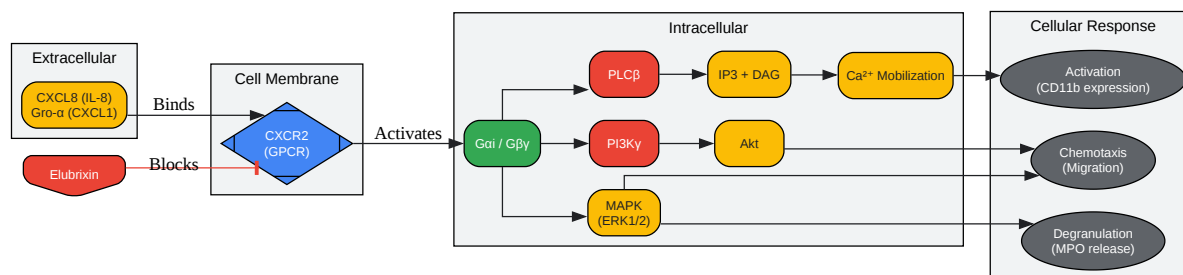 Extracellular
CXCL8 (IL-8)
Gro-α (CXCL1)
Elubrixin
Binds
Blocks
Cell Membrane
CXCR2
(GPCR)
Activates
Intracellular
Gαi / Gβγ
PLCβ
IP3 + DAG
Ca²⁺ Mobilization
PI3Kγ
Akt
MAPK
(ERK1/2)
Cellular Response
Activation
(CD11b expression)
Chemotaxis
(Migration)
Degranulation
(MPO release)